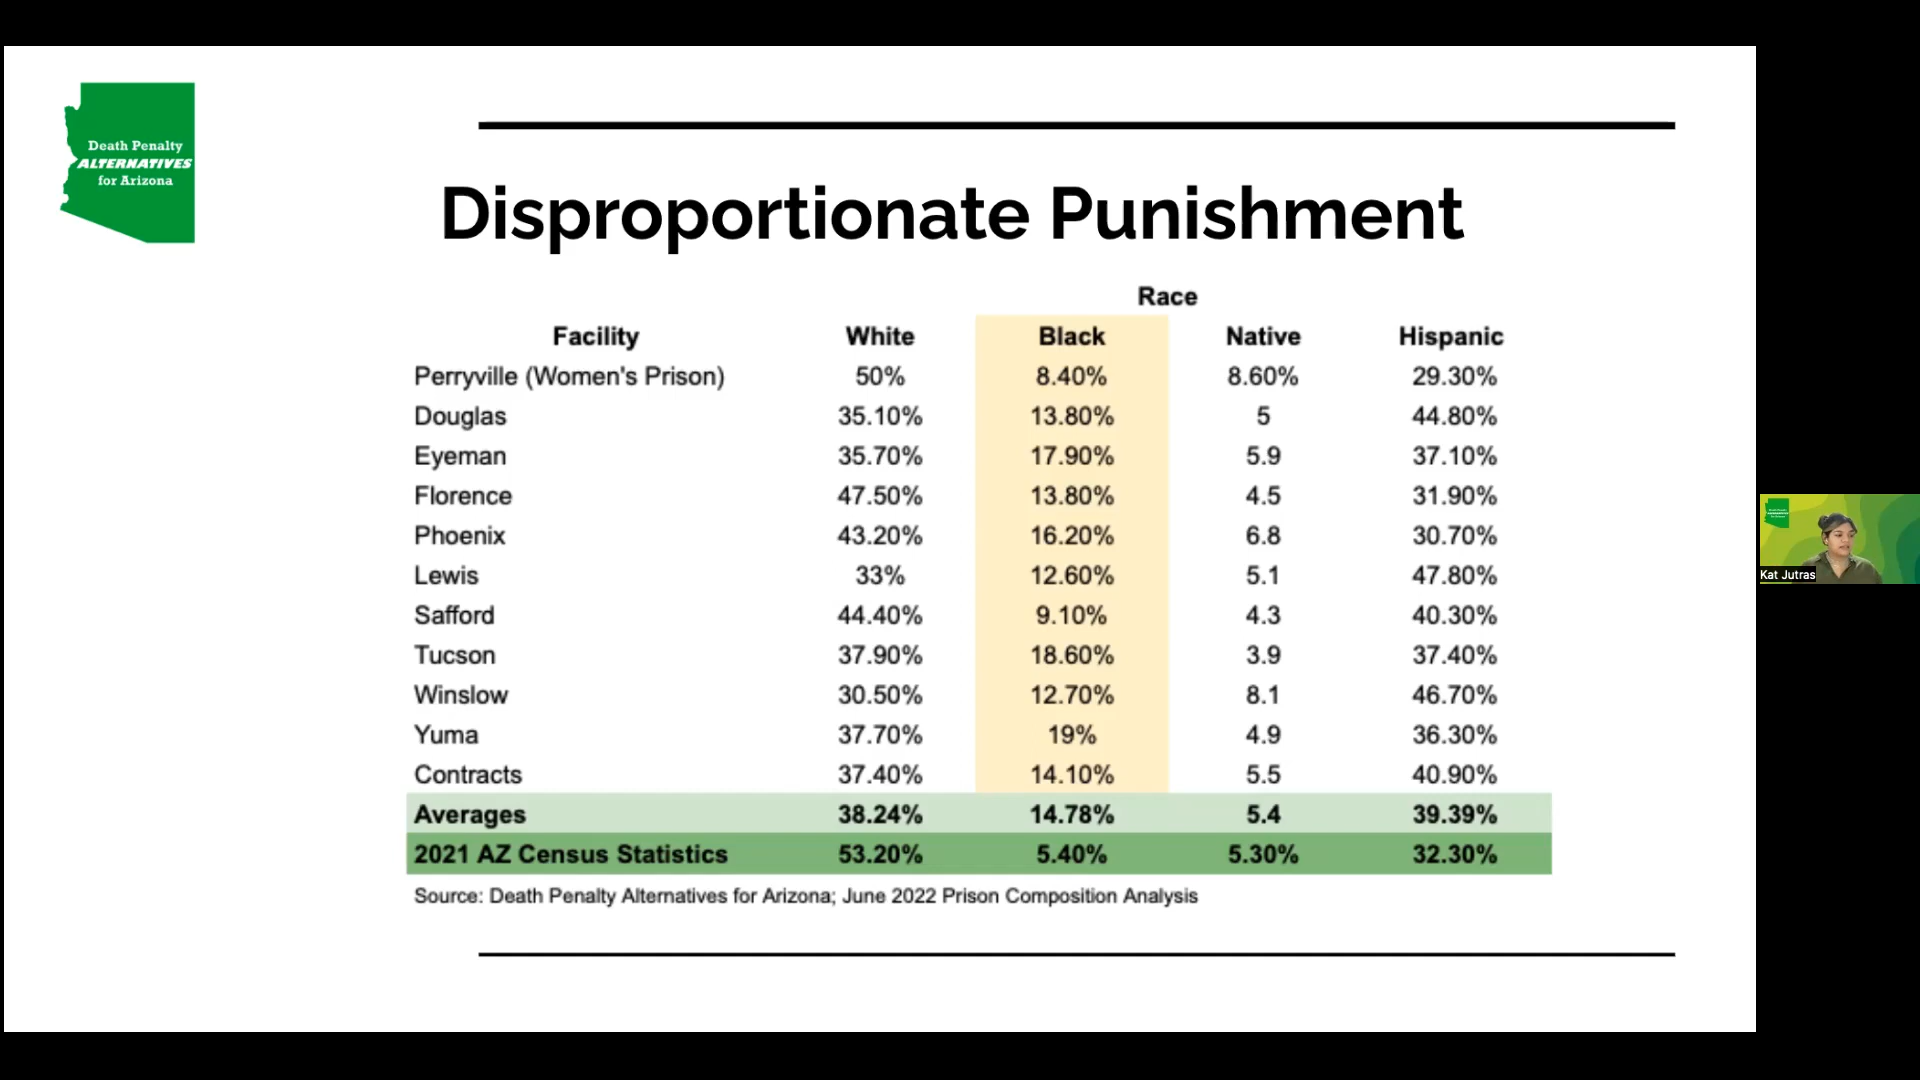 Death Penalty
ALTERNATIVES
for Arizona
Disproportionate Punishment
Race
Facility White Black Native Hispanic
Perryville (Women's Prison) 50% 8.40% 8.60% 29.30%
Douglas 35.10% 13.80% 5 44.80%
Eyeman 35.70% 17.90% 5.9 37.10%
Florence 47.50% 13.80% 4.5 31.90%
Phoenix 43.20% 16.20% 6.8 30.70%
Lewis 33% 12.60% 5.1 47.80%
Safford 44.40% 9.10% 4.3 40.30%
Tucson 37.90% 18.60% 3.9 37.40%
Winslow 30.50% 12.70% 8.1 46.70%
Yuma 37.70% 19% 4.9 36.30%
Contracts 37.40% 14.10% 5.5 40.90%
Averages 38.24% 14.78% 5.4 39.39%
2021 AZ Census Statistics 53.20% 5.40% 5.30% 32.30%
Source: Death Penalty Alternatives for Arizona; June 2022 Prison Composition Analysis
Kat Jutras